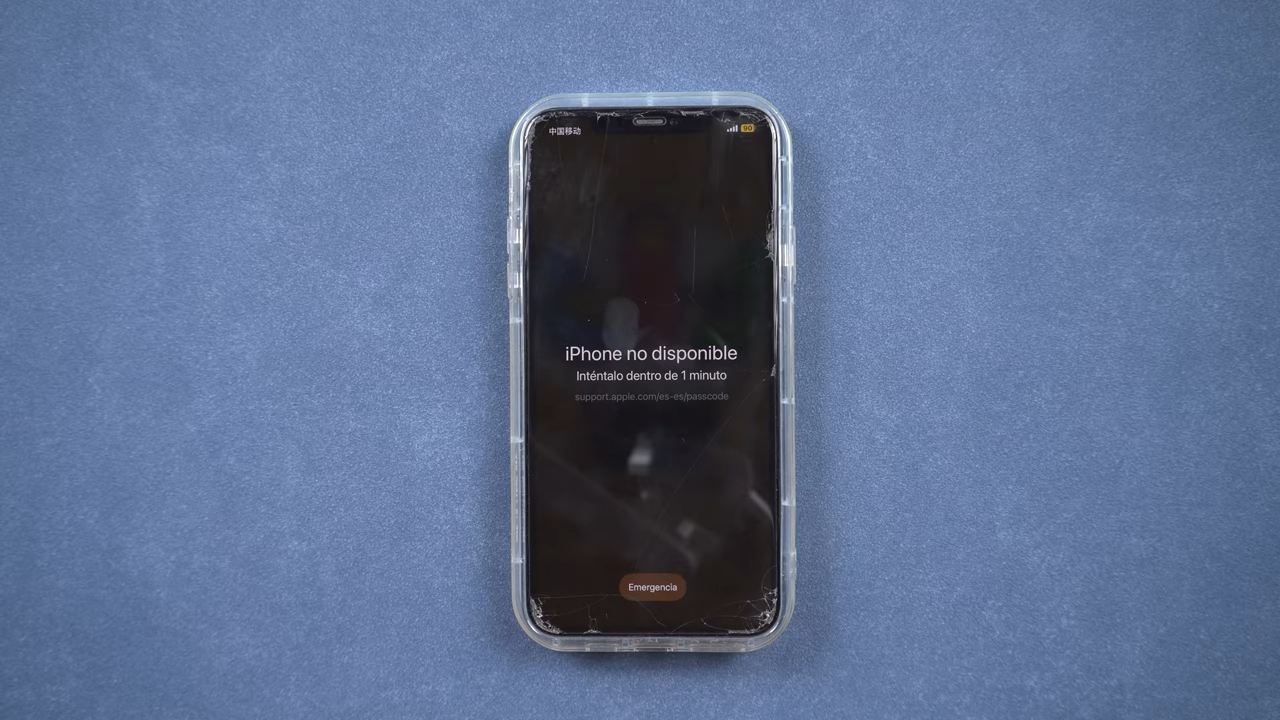 中国移动
90
iPhone no disponible
Inténtalo dentro de 1 minuto
support.apple.com/es-es/passcode
Emergencia